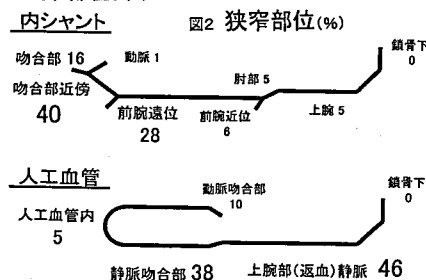 内シャント
図2 狭窄部位(%)
鎖骨下
0
吻合部 16
動脈 1
吻合部近傍
40
肘部 5
前腕遠位
28
前腕近位
6
上腕 5
人工血管
鎖骨下
0
動脈吻合部
10
人工血管内
5
静脈吻合部 38
上腕部(返血)静脈 46